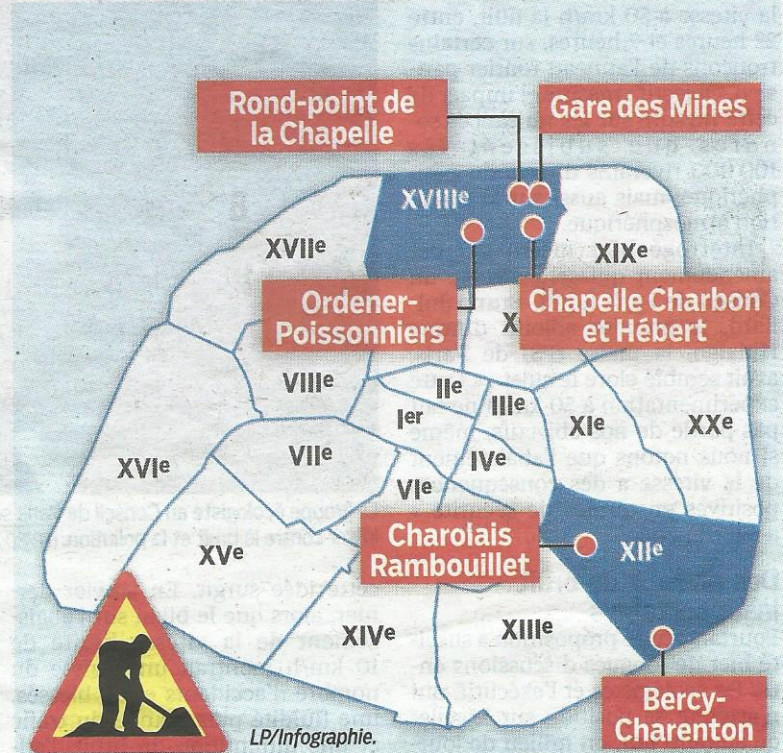 Rond-point de
la Chapelle
Gare des Mines
XVIIIe
XVIIe
XIXe
Ordener-
Poissonniers
Chapelle Charbon
et Hébert
X
VIIIe
IIe
Ier
IIIe
XIe
XXe
XVIe
VIIe
IVe
VIe
Charolais
Rambouillet
XIIe
XVe
XIVe
XIIIe
Bercy-
Charenton
LP/Infographie.